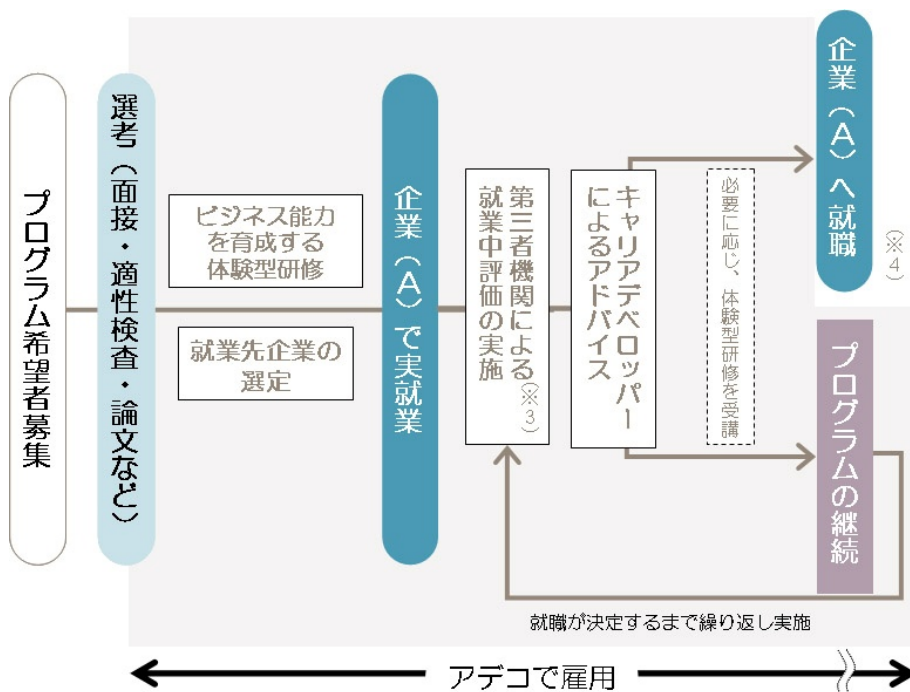 プログラム希望者募集
選考（面接・適性検査・論文など）
ビジネス能力
を育成する
体験型研修
就業先企業の
選定
企業（A）で実就業
第三者機関による
就業中評価の実施
（※3）
キャリアデベロッパー
によるアドバイス
必要に応じ、体験型研修を受講
企業（A）へ就職
（※4）
プログラムの継続
就職が決定するまで繰り返し実施
アデコで雇用